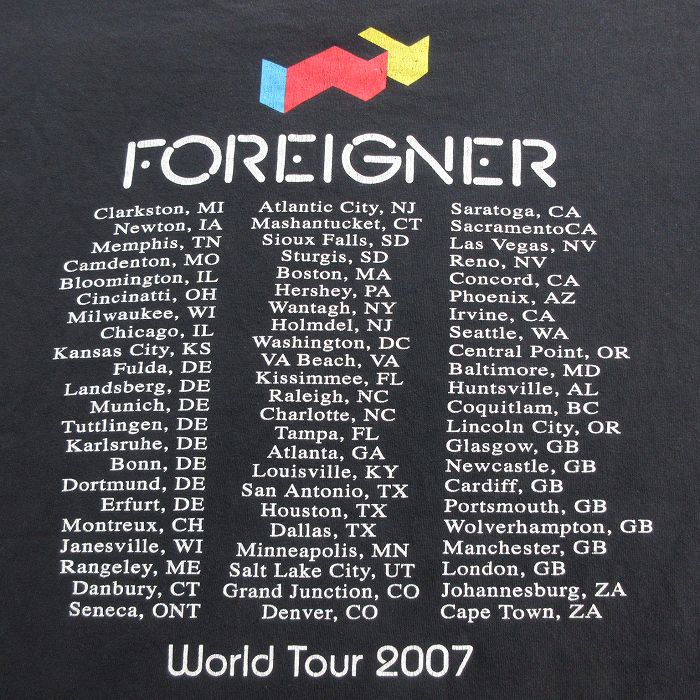 FOREIGNER
Clarkston, MI
Newton, IA
Memphis, TN
Camdenton, MO
Bloomington, IL
Cincinatti, OH
Milwaukee, WI
Chicago, IL
Kansas City, KS
Fulda, DE
Landsberg, DE
Munich, DE
Tuttlingen, DE
Karlsruhe, DE
Bonn, DE
Dortmund, DE
Erfurt, DE
Montreux, CH
Janesville, WI
Rangeley, ME
Danbury, CT
Seneca, ONT
Atlantic City, NJ
Mashantucket, CT
Sioux Falls, SD
Sturgis, SD
Boston, MA
Hershey, PA
Wantagh, NY
Holmdel, NJ
Washington, DC
VA Beach, VA
Kissimmee, FL
Raleigh, NC
Charlotte, NC
Tampa, FL
Atlanta, GA
Louisville, KY
San Antonio, TX
Houston, TX
Dallas, TX
Minneapolis, MN
Salt Lake City, UT
Grand Junction, CO
Denver, CO
Saratoga, CA
SacramentoCA
Las Vegas, NV
Reno, NV
Concord, CA
Phoenix, AZ
Irvine, CA
Seattle, WA
Central Point, OR
Baltimore, MD
Huntsville, AL
Coquitlam, BC
Lincoln City, OR
Glasgow, GB
Newcastle, GB
Cardiff, GB
Portsmouth, GB
Wolverhampton, GB
Manchester, GB
London, GB
Johannesburg, ZA
Cape Town, ZA
World Tour 2007